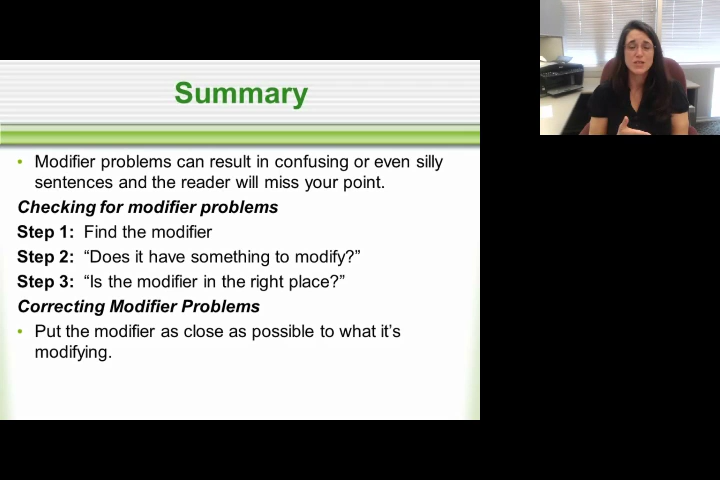 Summary
• Modifier problems can result in confusing or even silly
sentences and the reader will miss your point.
Checking for modifier problems
Step 1: Find the modifier
Step 2: “Does it have something to modify?”
Step 3: “Is the modifier in the right place?”
Correcting Modifier Problems
• Put the modifier as close as possible to what it’s
modifying.